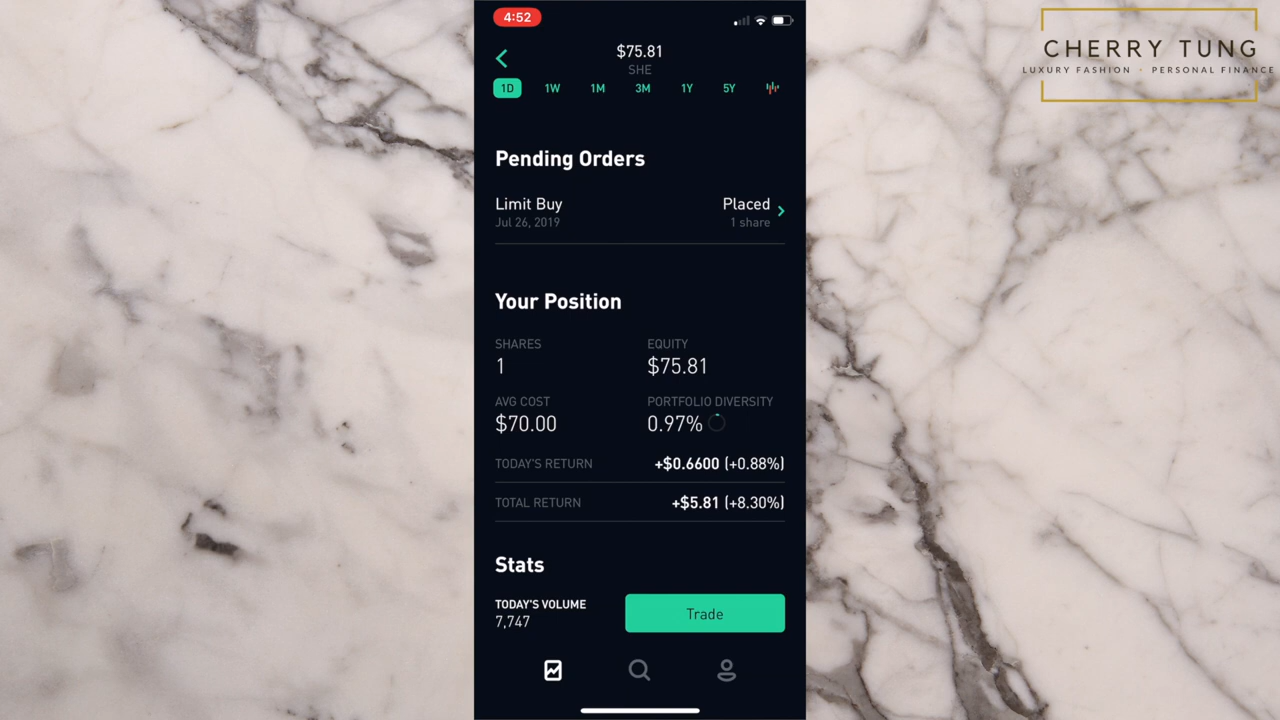 4:52
$75.81
SHE
1D 1W 1M 3M 1Y 5Y
Pending Orders
Limit Buy Placed
Jul 26, 2019 1 share
Your Position
SHARES EQUITY
1 $75.81
AVG COST PORTFOLIO DIVERSITY
$70.00 0.97%
TODAY'S RETURN +$0.6600 (+0.88%)
TOTAL RETURN +$5.81 (+8.30%)
Stats
TODAY'S VOLUME
7,747
Trade
CHERRY TUNG
LUXURY FASHION · PERSONAL FINANCE